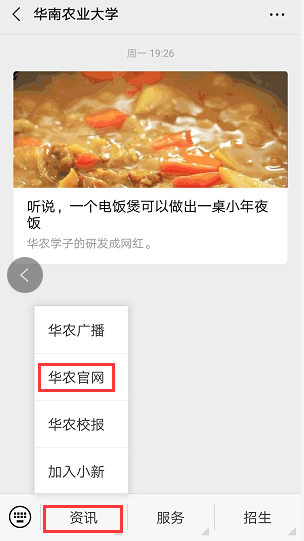 华南农业大学
周一 19:26
听说，一个电饭煲可以做出一桌小年夜
饭
华农学子的研发成网红。
华农广播
华农官网
华农校报
加入小新
资讯
服务
招生